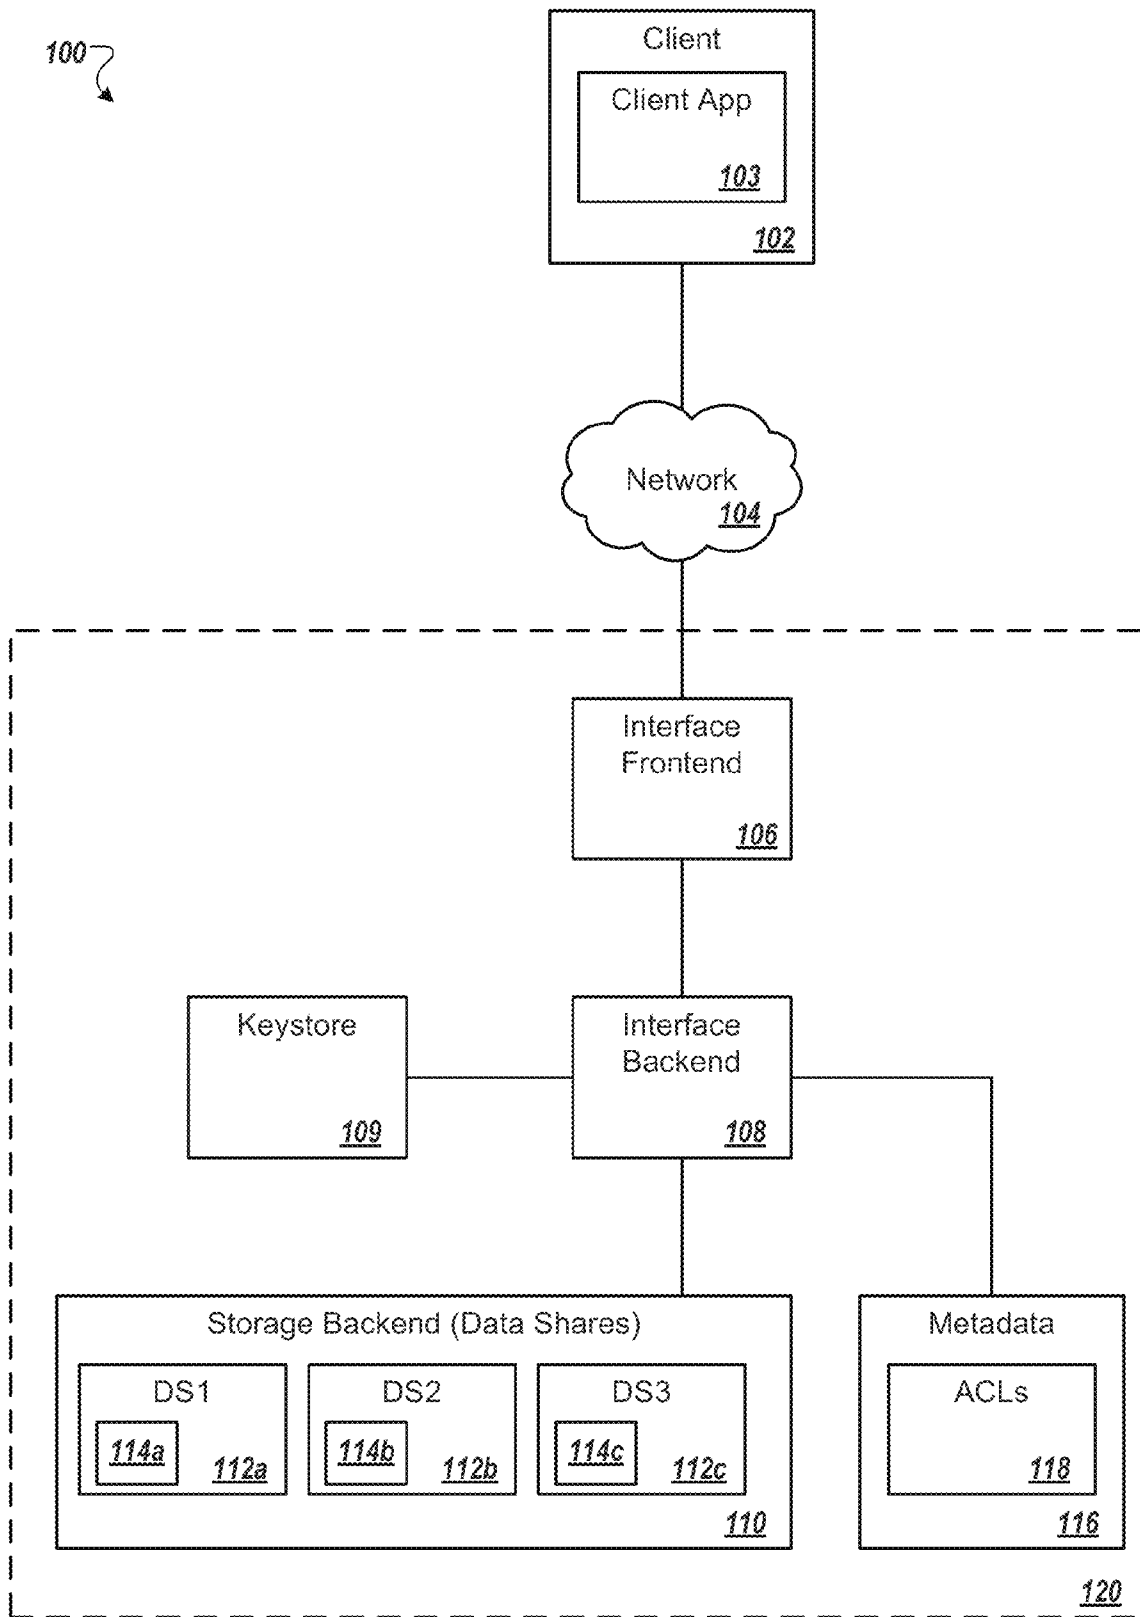 100
Client
Client App
103
102
Network
104
Interface
Frontend
106
Keystore
109
Interface
Backend
108
Storage Backend (Data Shares)
DS1
114a
112a
DS2
114b
112b
DS3
114c
112c
110
Metadata
ACLs
118
116
120